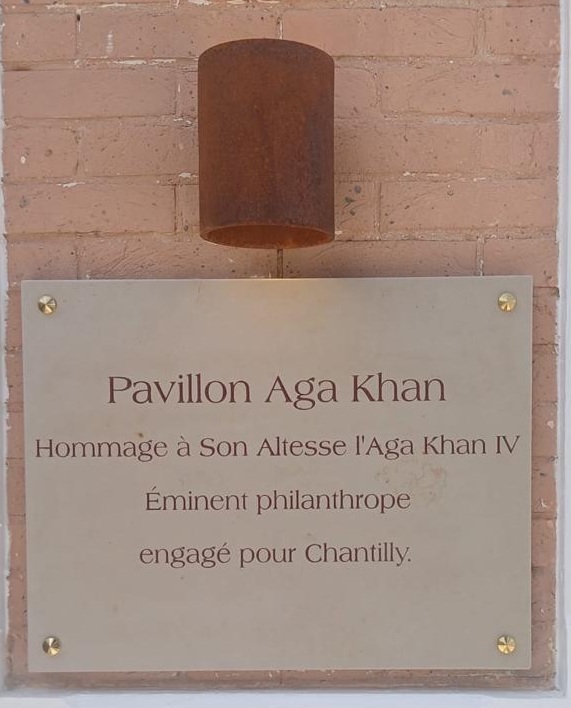 Pavillon Aga Khan
Hommage à Son Altesse l'Aga Khan IV
Éminent philanthrope
engagé pour Chantilly.